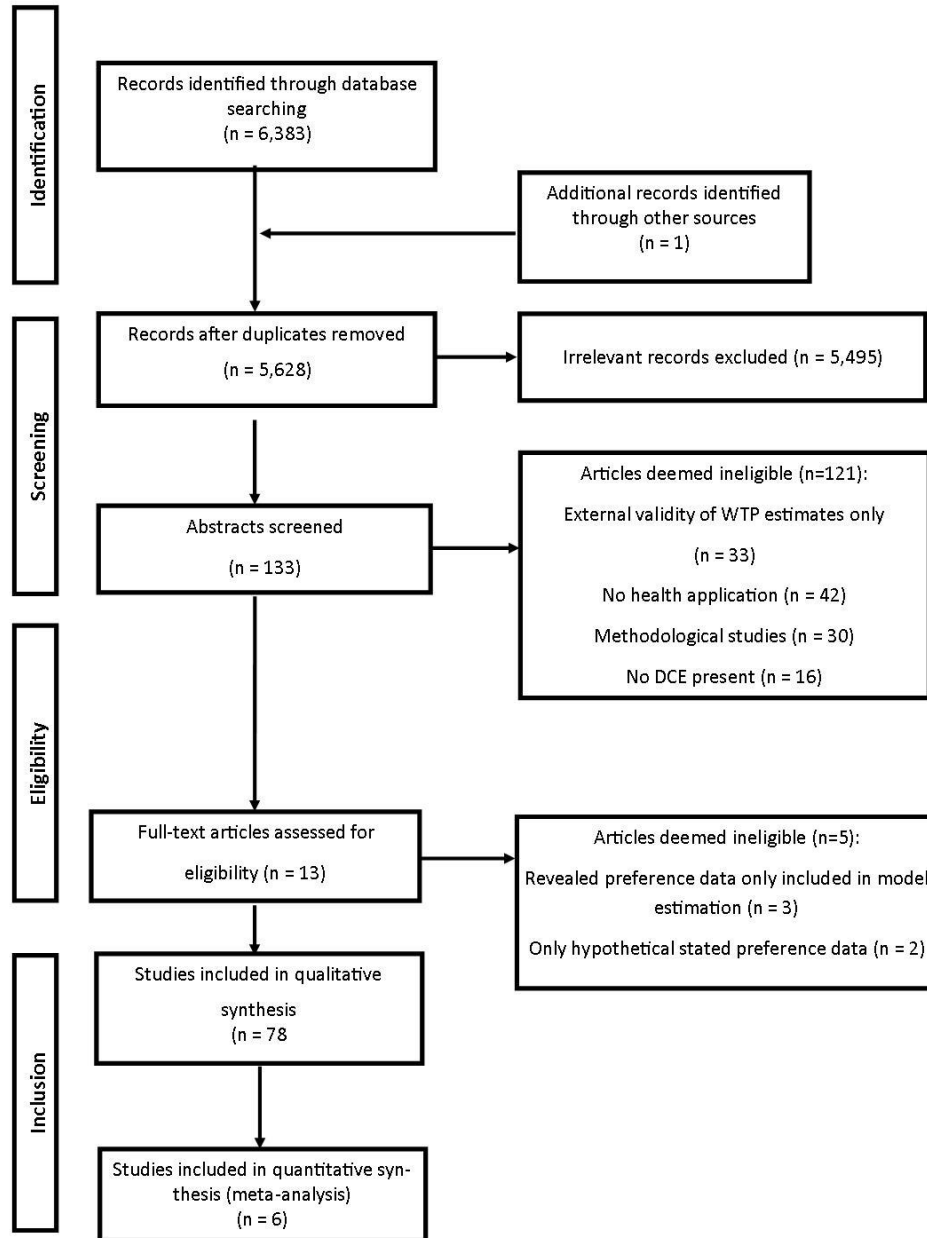 Identification
Records identified through database
searching
(n = 6,383)
Additional records identified
through other sources
(n = 1)
Screening
Records after duplicates removed
(n = 5,628)
Irrelevant records excluded (n = 5,495)
Abstracts screened
(n = 133)
Articles deemed ineligible (n=121):
External validity of WTP estimates only
(n = 33)
No health application (n = 42)
Methodological studies (n = 30)
No DCE present (n = 16)
Eligibility
Full-text articles assessed for
eligibility (n = 13)
Articles deemed ineligible (n=5):
Revealed preference data only included in model
estimation (n = 3)
Only hypothetical stated preference data (n = 2)
Inclusion
Studies included in qualitative
synthesis
(n = 78
Studies included in quantitative syn-
thesis (meta-analysis)
(n = 6)